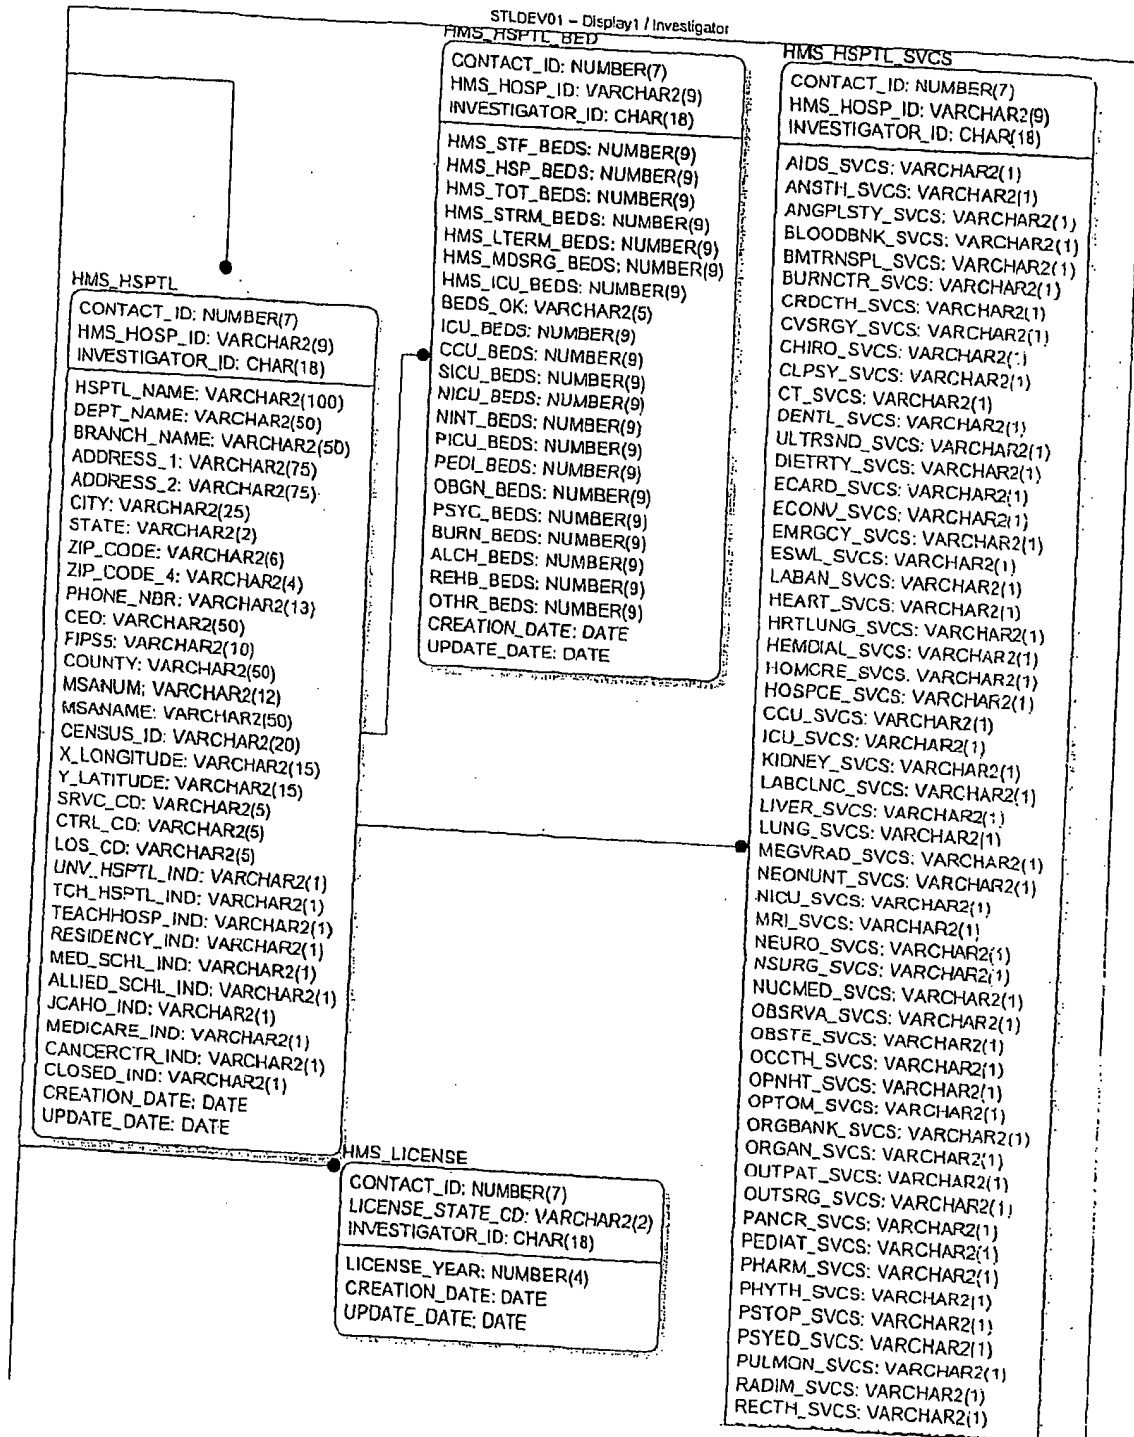 STLDEV01 – Display1 / Investigator
HMS_HSPTL_BED
CONTACT_ID: NUMBER(7)
HMS_HOSP_ID: VARCHAR2(9)
INVESTIGATOR_ID: CHAR(18)
HMS_STF_BEDS: NUMBER(9)
HMS_HSP_BEDS: NUMBER(9)
HMS_TOT_BEDS: NUMBER(9)
HMS_STRM_BEDS: NUMBER(9)
HMS_LTERM_BEDS: NUMBER(9)
HMS_MDSRG_BEDS: NUMBER(9)
HMS_ICU_BEDS: NUMBER(9)
BEDS_OK: VARCHAR2(5)
ICU_BEDS: NUMBER(9)
CCU_BEDS: NUMBER(9)
SICU_BEDS: NUMBER(9)
NICU_BEDS: NUMBER(9)
NINT_BEDS: NUMBER(9)
PICU_BEDS: NUMBER(9)
PEDI_BEDS: NUMBER(9)
OBGN_BEDS: NUMBER(9)
PSYC_BEDS: NUMBER(9)
BURN_BEDS: NUMBER(9)
ALCH_BEDS: NUMBER(9)
REHB_BEDS: NUMBER(9)
OTHR_BEDS: NUMBER(9)
CREATION_DATE: DATE
UPDATE_DATE: DATE
HMS_HSPTL
CONTACT_ID: NUMBER(7)
HMS_HOSP_ID: VARCHAR2(9)
INVESTIGATOR_ID: CHAR(18)
HSPTL_NAME: VARCHAR2(100)
DEPT_NAME: VARCHAR2(50)
BRANCH_NAME: VARCHAR2(50)
ADDRESS_1: VARCHAR2(75)
ADDRESS_2: VARCHAR2(75)
CITY: VARCHAR2(25)
STATE: VARCHAR2(2)
ZIP_CODE: VARCHAR2(6)
ZIP_CODE_4: VARCHAR2(4)
PHONE_NBR: VARCHAR2(13)
CEO: VARCHAR2(50)
FIPS5: VARCHAR2(10)
COUNTY: VARCHAR2(50)
MSANUM: VARCHAR2(12)
MSANAME: VARCHAR2(50)
CENSUS_ID: VARCHAR2(20)
X_LONGITUDE: VARCHAR2(15)
Y_LATITUDE: VARCHAR2(15)
SRVC_CD: VARCHAR2(5)
CTRL_CD: VARCHAR2(5)
LOS_CD: VARCHAR2(5)
UNV_HSPTL_IND: VARCHAR2(1)
TCH_HSPTL_IND: VARCHAR2(1)
TEACHHOSP_IND: VARCHAR2(1)
RESIDENCY_IND: VARCHAR2(1)
MED_SCHL_IND: VARCHAR2(1)
ALLIED_SCHL_IND: VARCHAR2(1)
JCAHO_IND: VARCHAR2(1)
MEDICARE_IND: VARCHAR2(1)
CANCERCTR_IND: VARCHAR2(1)
CLOSED_IND: VARCHAR2(1)
CREATION_DATE: DATE
UPDATE_DATE: DATE
HMS_LICENSE
CONTACT_ID: NUMBER(7)
LICENSE_STATE_CD: VARCHAR2(2)
INVESTIGATOR_ID: CHAR(18)
LICENSE_YEAR: NUMBER(4)
CREATION_DATE: DATE
UPDATE_DATE: DATE
HMS_HSPTL_SVCS
CONTACT_ID: NUMBER(7)
HMS_HOSP_ID: VARCHAR2(9)
INVESTIGATOR_ID: CHAR(18)
AIDS_SVCS: VARCHAR2(1)
ANSTH_SVCS: VARCHAR2(1)
ANGPLSTY_SVCS: VARCHAR2(1)
BLOODBNK_SVCS: VARCHAR2(1)
BMTRNSPL_SVCS: VARCHAR2(1)
BURNCTR_SVCS: VARCHAR2(1)
CRDCTH_SVCS: VARCHAR2(1)
CVSRGY_SVCS: VARCHAR2(1)
CHIRO_SVCS: VARCHAR2(1)
CLPSY_SVCS: VARCHAR2(1)
CT_SVCS: VARCHAR2(1)
DENTL_SVCS: VARCHAR2(1)
ULTRSND_SVCS: VARCHAR2(1)
DIETRTY_SVCS: VARCHAR2(1)
ECARD_SVCS: VARCHAR2(1)
ECONV_SVCS: VARCHAR2(1)
EMRGCY_SVCS: VARCHAR2(1)
ESWL_SVCS: VARCHAR2(1)
LABAN_SVCS: VARCHAR2(1)
HEART_SVCS: VARCHAR2(1)
HRTLUNG_SVCS: VARCHAR2(1)
HEMDIAL_SVCS: VARCHAR2(1)
HOMCRE_SVCS: VARCHAR2(1)
HOSPCE_SVCS: VARCHAR2(1)
CCU_SVCS: VARCHAR2(1)
ICU_SVCS: VARCHAR2(1)
KIDNEY_SVCS: VARCHAR2(1)
LABCLNC_SVCS: VARCHAR2(1)
LIVER_SVCS: VARCHAR2(1)
LUNG_SVCS: VARCHAR2(1)
MEGVRAD_SVCS: VARCHAR2(1)
NEONUNT_SVCS: VARCHAR2(1)
NICU_SVCS: VARCHAR2(1)
MRI_SVCS: VARCHAR2(1)
NEURO_SVCS: VARCHAR2(1)
NSURG_SVCS: VARCHAR2(1)
NUCMED_SVCS: VARCHAR2(1)
OBSRVA_SVCS: VARCHAR2(1)
OBSTE_SVCS: VARCHAR2(1)
OCCTH_SVCS: VARCHAR2(1)
OPNHT_SVCS: VARCHAR2(1)
OPTOM_SVCS: VARCHAR2(1)
ORGBANK_SVCS: VARCHAR2(1)
ORGAN_SVCS: VARCHAR2(1)
OUTPAT_SVCS: VARCHAR2(1)
OUTSRG_SVCS: VARCHAR2(1)
PANCR_SVCS: VARCHAR2(1)
PEDIAT_SVCS: VARCHAR2(1)
PHARM_SVCS: VARCHAR2(1)
PHYTH_SVCS: VARCHAR2(1)
PSTOP_SVCS: VARCHAR2(1)
PSYED_SVCS: VARCHAR2(1)
PULMON_SVCS: VARCHAR2(1)
RADIM_SVCS: VARCHAR2(1)
RECTH_SVCS: VARCHAR2(1)